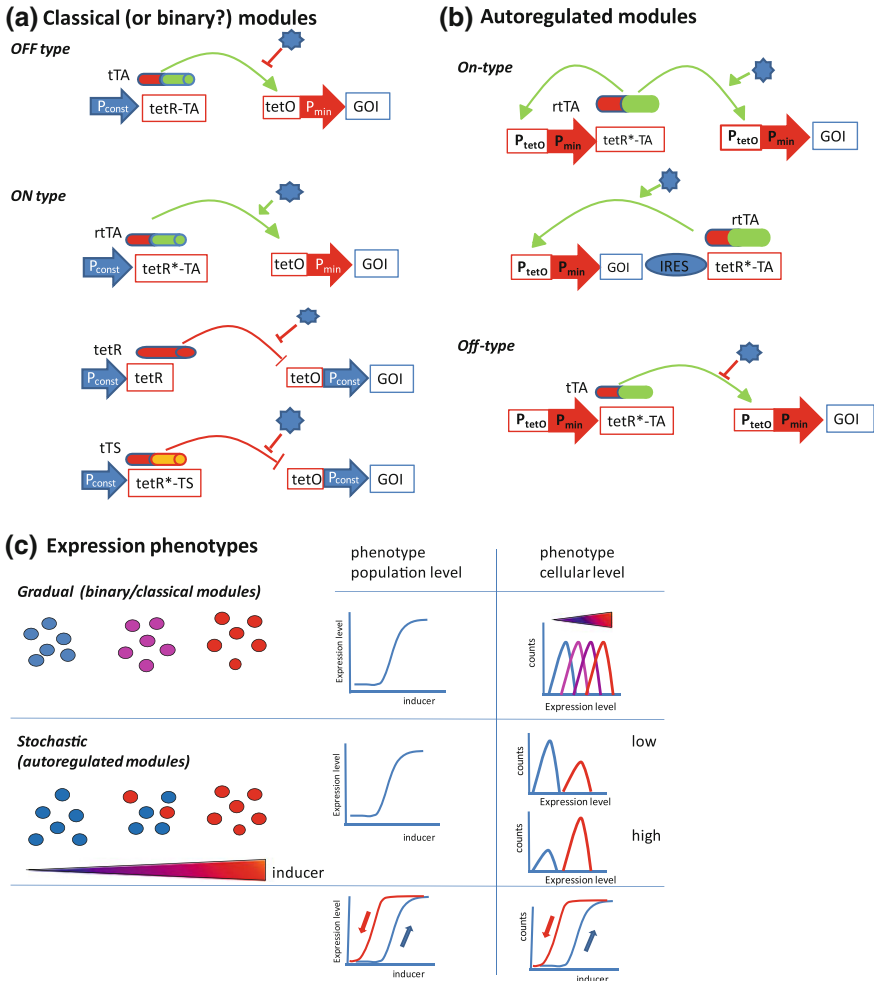 (a) Classical (or binary?) modules
OFF type
tTA
Pconst
tetR-TA
tetO
Pmin
GOI
ON type
rtTA
Pconst
tetR*-TA
tetO
Pmin
GOI
tetR
Pconst
tetR
tetO
Pconst
GOI
tTS
Pconst
tetR*-TS
tetO
Pconst
GOI
(b) Autoregulated modules
On-type
rtTA
PtetO
Pmin
tetR*-TA
PtetO
Pmin
GOI
rtTA
PtetO
Pmin
GOI
IRES
tetR*-TA
Off-type
tTA
PtetO
Pmin
tetR*-TA
PtetO
Pmin
GOI
(c) Expression phenotypes
phenotype
population level
phenotype
cellular level
Gradual (binary/classical modules)
Expression level
inducer
counts
Expression level
Stochastic
(autoregulated modules)
inducer
Expression level
inducer
counts
Expression level
low
counts
Expression level
high
Expression level
inducer
counts
inducer